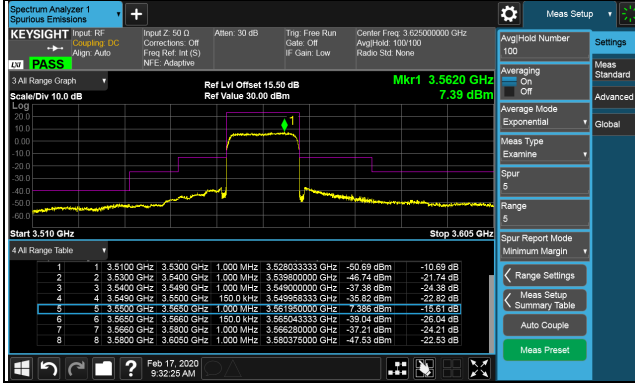 Spectrum Analyzer 1
Spurious Emissions
Meas Setup
KEYSIGHT
Input: RF
Coupling: DC
Align: Auto
Input Z: 50 Ω
Corrections: Off
Freq Ref: Int (S)
NFE: Adaptive
Atten: 30 dB
Trig: Free Run
Gate: Off
IF Gain: Low
Center Freq: 3.625000000 GHz
Avg|Hold: 100/100
Radio Std: None
LXI PASS
3 All Range Graph
Scale/Div 10.0 dB
Ref Lvl Offset 15.50 dB
Ref Value 30.00 dBm
Mkr1 3.5620 GHz
7.39 dBm
Log
20.0
10.0
0.00
-10.0
-20.0
-30.0
-40.0
-50.0
-60.0
1
Start 3.510 GHz
Stop 3.605 GHz
4 All Range Table
1 1 3.5100 GHz 3.5300 GHz 1.000 MHz 3.528033333 GHz -50.69 dBm -10.69 dB
2 2 3.5300 GHz 3.5400 GHz 1.000 MHz 3.539800000 GHz -46.74 dBm -21.74 dB
3 3 3.5400 GHz 3.5490 GHz 1.000 MHz 3.549000000 GHz -37.38 dBm -24.38 dB
4 4 3.5490 GHz 3.5500 GHz 150.0 kHz 3.549958333 GHz -35.82 dBm -22.82 dB
5 5 3.5500 GHz 3.5650 GHz 1.000 MHz 3.561950000 GHz 7.386 dBm -15.61 dB
6 6 3.5650 GHz 3.5660 GHz 150.0 kHz 3.565043333 GHz -39.04 dBm -26.04 dB
7 7 3.5660 GHz 3.5800 GHz 1.000 MHz 3.566280000 GHz -37.21 dBm -24.21 dB
8 8 3.5800 GHz 3.6050 GHz 1.000 MHz 3.580375000 GHz -47.53 dBm -22.53 dB
Feb 17, 2020
9:32:25 AM
Avg|Hold Number
100
Averaging
On
Off
Average Mode
Exponential
Meas Type
Examine
Spur
5
Range
5
Spur Report Mode
Minimum Margin
Range Settings
Meas Setup
Summary Table
Auto Couple
Meas Preset
Settings
Meas
Standard
Advanced
Global